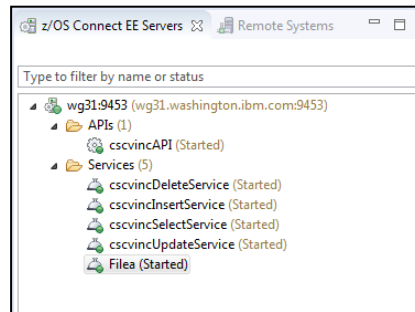 z/OS Connect EE Servers Remote Systems
Type to filter by name or status
wg31:9453 (wg31.washington.ibm.com:9453)
APIs (1)
cscvincAPI (Started)
Services (5)
cscvincDeleteService (Started)
cscvincInsertService (Started)
cscvincSelectService (Started)
cscvincUpdateService (Started)
Filea (Started)